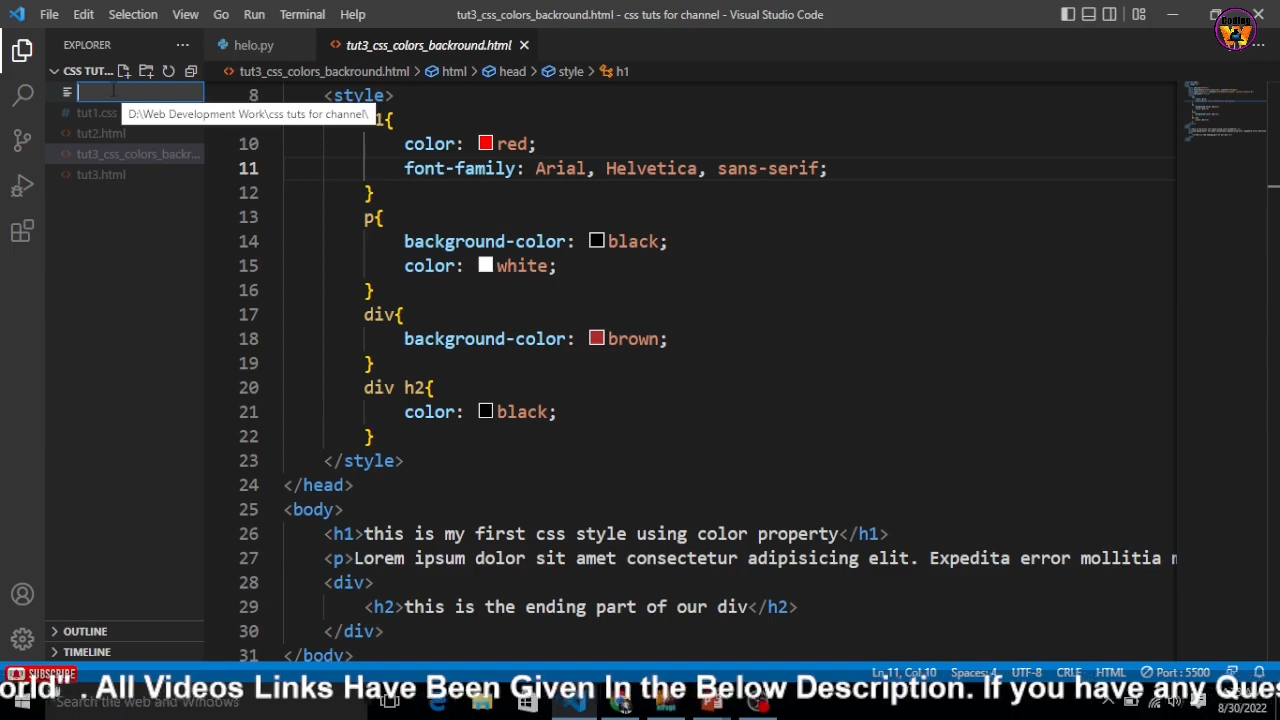 File Edit Selection View Go Run Terminal Help
tut3_css_colors_backround.html - css tuts for channel - Visual Studio Code
Coding
EXPLORER
helo.py
tut3_css_colors_backround.html
CSS TUT...
tut3_css_colors_backround.html > html > head > style > h1
D:\Web Development Work\css tuts for channel\
tut1.css
tut2.html
tut3_css_colors_backr...
tut3.html
8 <style>
1{
10 color: red;
11 font-family: Arial, Helvetica, sans-serif;
12 }
13 p{
14 background-color: black;
15 color: white;
16 }
17 div{
18 background-color: brown;
19 }
20 div h2{
21 color: black;
22 }
23 </style>
24 </head>
25 <body>
26 <h1>this is my first css style using color property</h1>
27 <p>Lorem ipsum dolor sit amet consectetur adipisicing elit. Expedita error mollitia
28 <div>
29 <h2>this is the ending part of our div</h2>
30 </div>
31 </body>
OUTLINE
TIMELINE
SUBSCRIBE
Ln 11, Col 10 Spaces: 4 UTF-8 CRLF HTML Port : 5500
orld" . All Videos Links Have Been Given In the Below Description. If you have any Ques
Search the web and Windows
8/30/2022